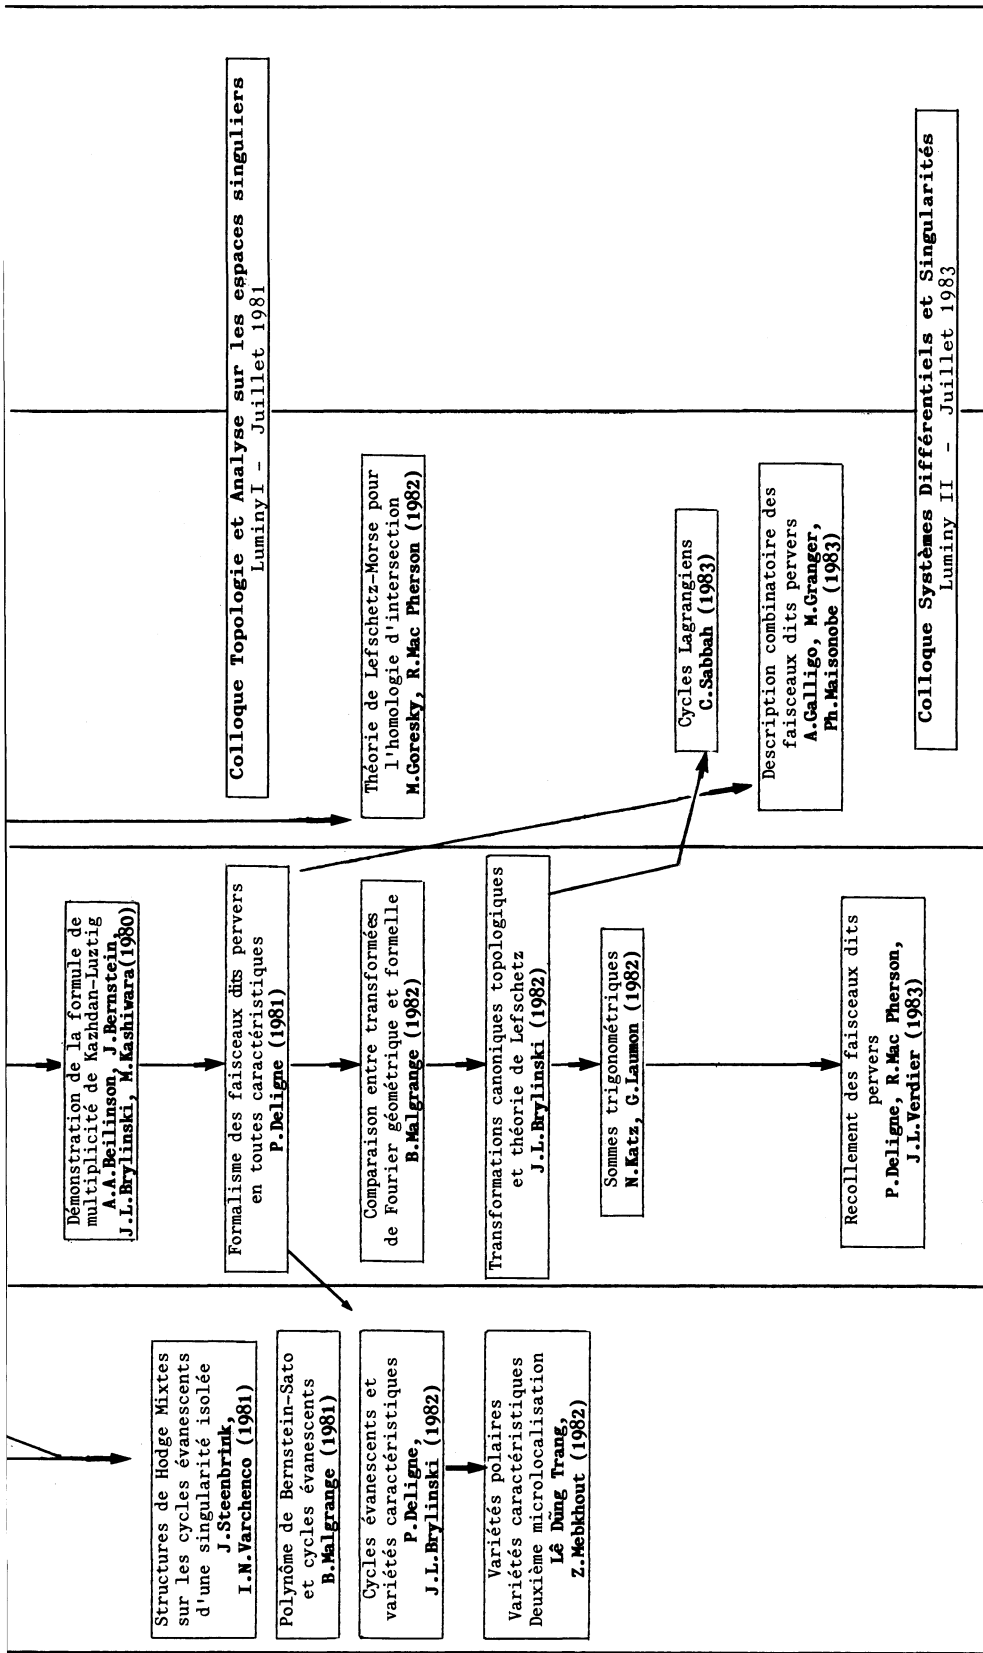 Structures de Hodge Mixtes
sur les cycles évanescents
d'une singularité isolée
J.Steenbrink,
I.N.Varchenco (1981)
Polynôme de Bernstein-Sato
et cycles évanescents
B.Malgrange (1981)
Cycles évanescents et
variétés caractéristiques
P.Deligne,
J.L.Brylinski (1982)
Variétés polaires
Variétés caractéristiques
Deuxième microlocalisation
Lê Dũng Trang,
Z.Mebkhout (1982)
Démonstration de la formule de
multiplicité de Kazhdan-Luztig
A.A.Beilinson, J.Bernstein,
J.L.Brylinski, M.Kashiwara(1980)
Formalisme des faisceaux dits pervers
en toutes caractéristiques
P.Deligne (1981)
Comparaison entre transformées
de Fourier géométrique et formelle
B.Malgrange (1982)
Transformations canoniques topologiques
et théorie de Lefschetz
J.L.Brylinski (1982)
Sommes trigonométriques
N.Katz, G.Laumon (1982)
Recollement des faisceaux dits
pervers
P.Deligne, R.Mac Pherson,
J.L.Verdier (1983)
Colloque Topologie et Analyse sur les espaces singuliers
LuminyI - Juillet 1981
Théorie de Lefschetz-Morse pour
l'homologie d'intersection
M.Goresky, R.Mac Pherson (1982)
Cycles Lagrangiens
C.Sabbah (1983)
Description combinatoire des
faisceaux dits pervers
A.Galligo, M.Granger,
Ph.Maisonobe (1983)
Colloque Systèmes Différentiels et Singularités
Luminy II - Juillet 1983